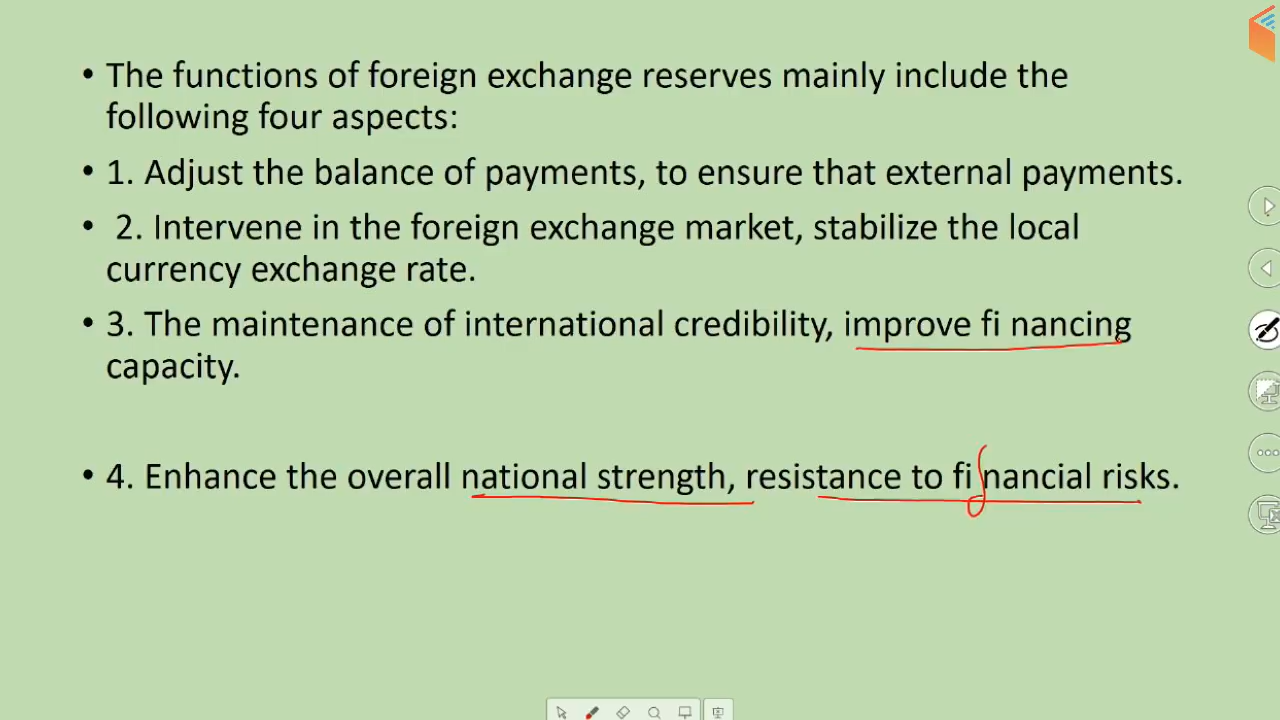 • The functions of foreign exchange reserves mainly include the
following four aspects:
• 1. Adjust the balance of payments, to ensure that external payments.
• 2. Intervene in the foreign exchange market, stabilize the local
currency exchange rate.
• 3. The maintenance of international credibility, improve fi nancing
capacity.
• 4. Enhance the overall national strength, resistance to fi nancial risks.